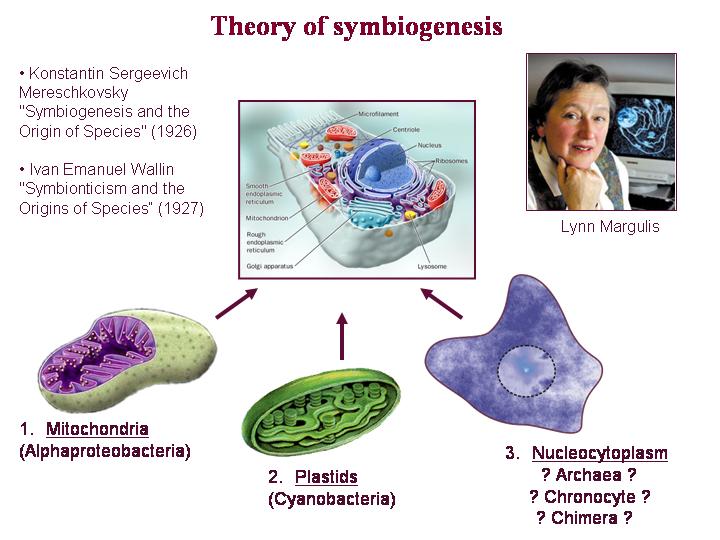 Theory of symbiogenesis
• Konstantin Sergeevich
Mereschkovsky
"Symbiogenesis and the
Origin of Species" (1926)
• Ivan Emanuel Wallin
"Symbionticism and the
Origins of Species" (1927)
Microfilament
Centriole
Nucleus
Ribosomes
Smooth
endoplasmic
reticulum
Mitochondrion
Rough
endoplasmic
reticulum
Golgi apparatus
Lysosome
Lynn Margulis
1. Mitochondria
(Alphaproteobacteria)
2. Plastids
(Cyanobacteria)
3. Nucleocytoplasm
? Archaea ?
? Chronocyte ?
? Chimera ?